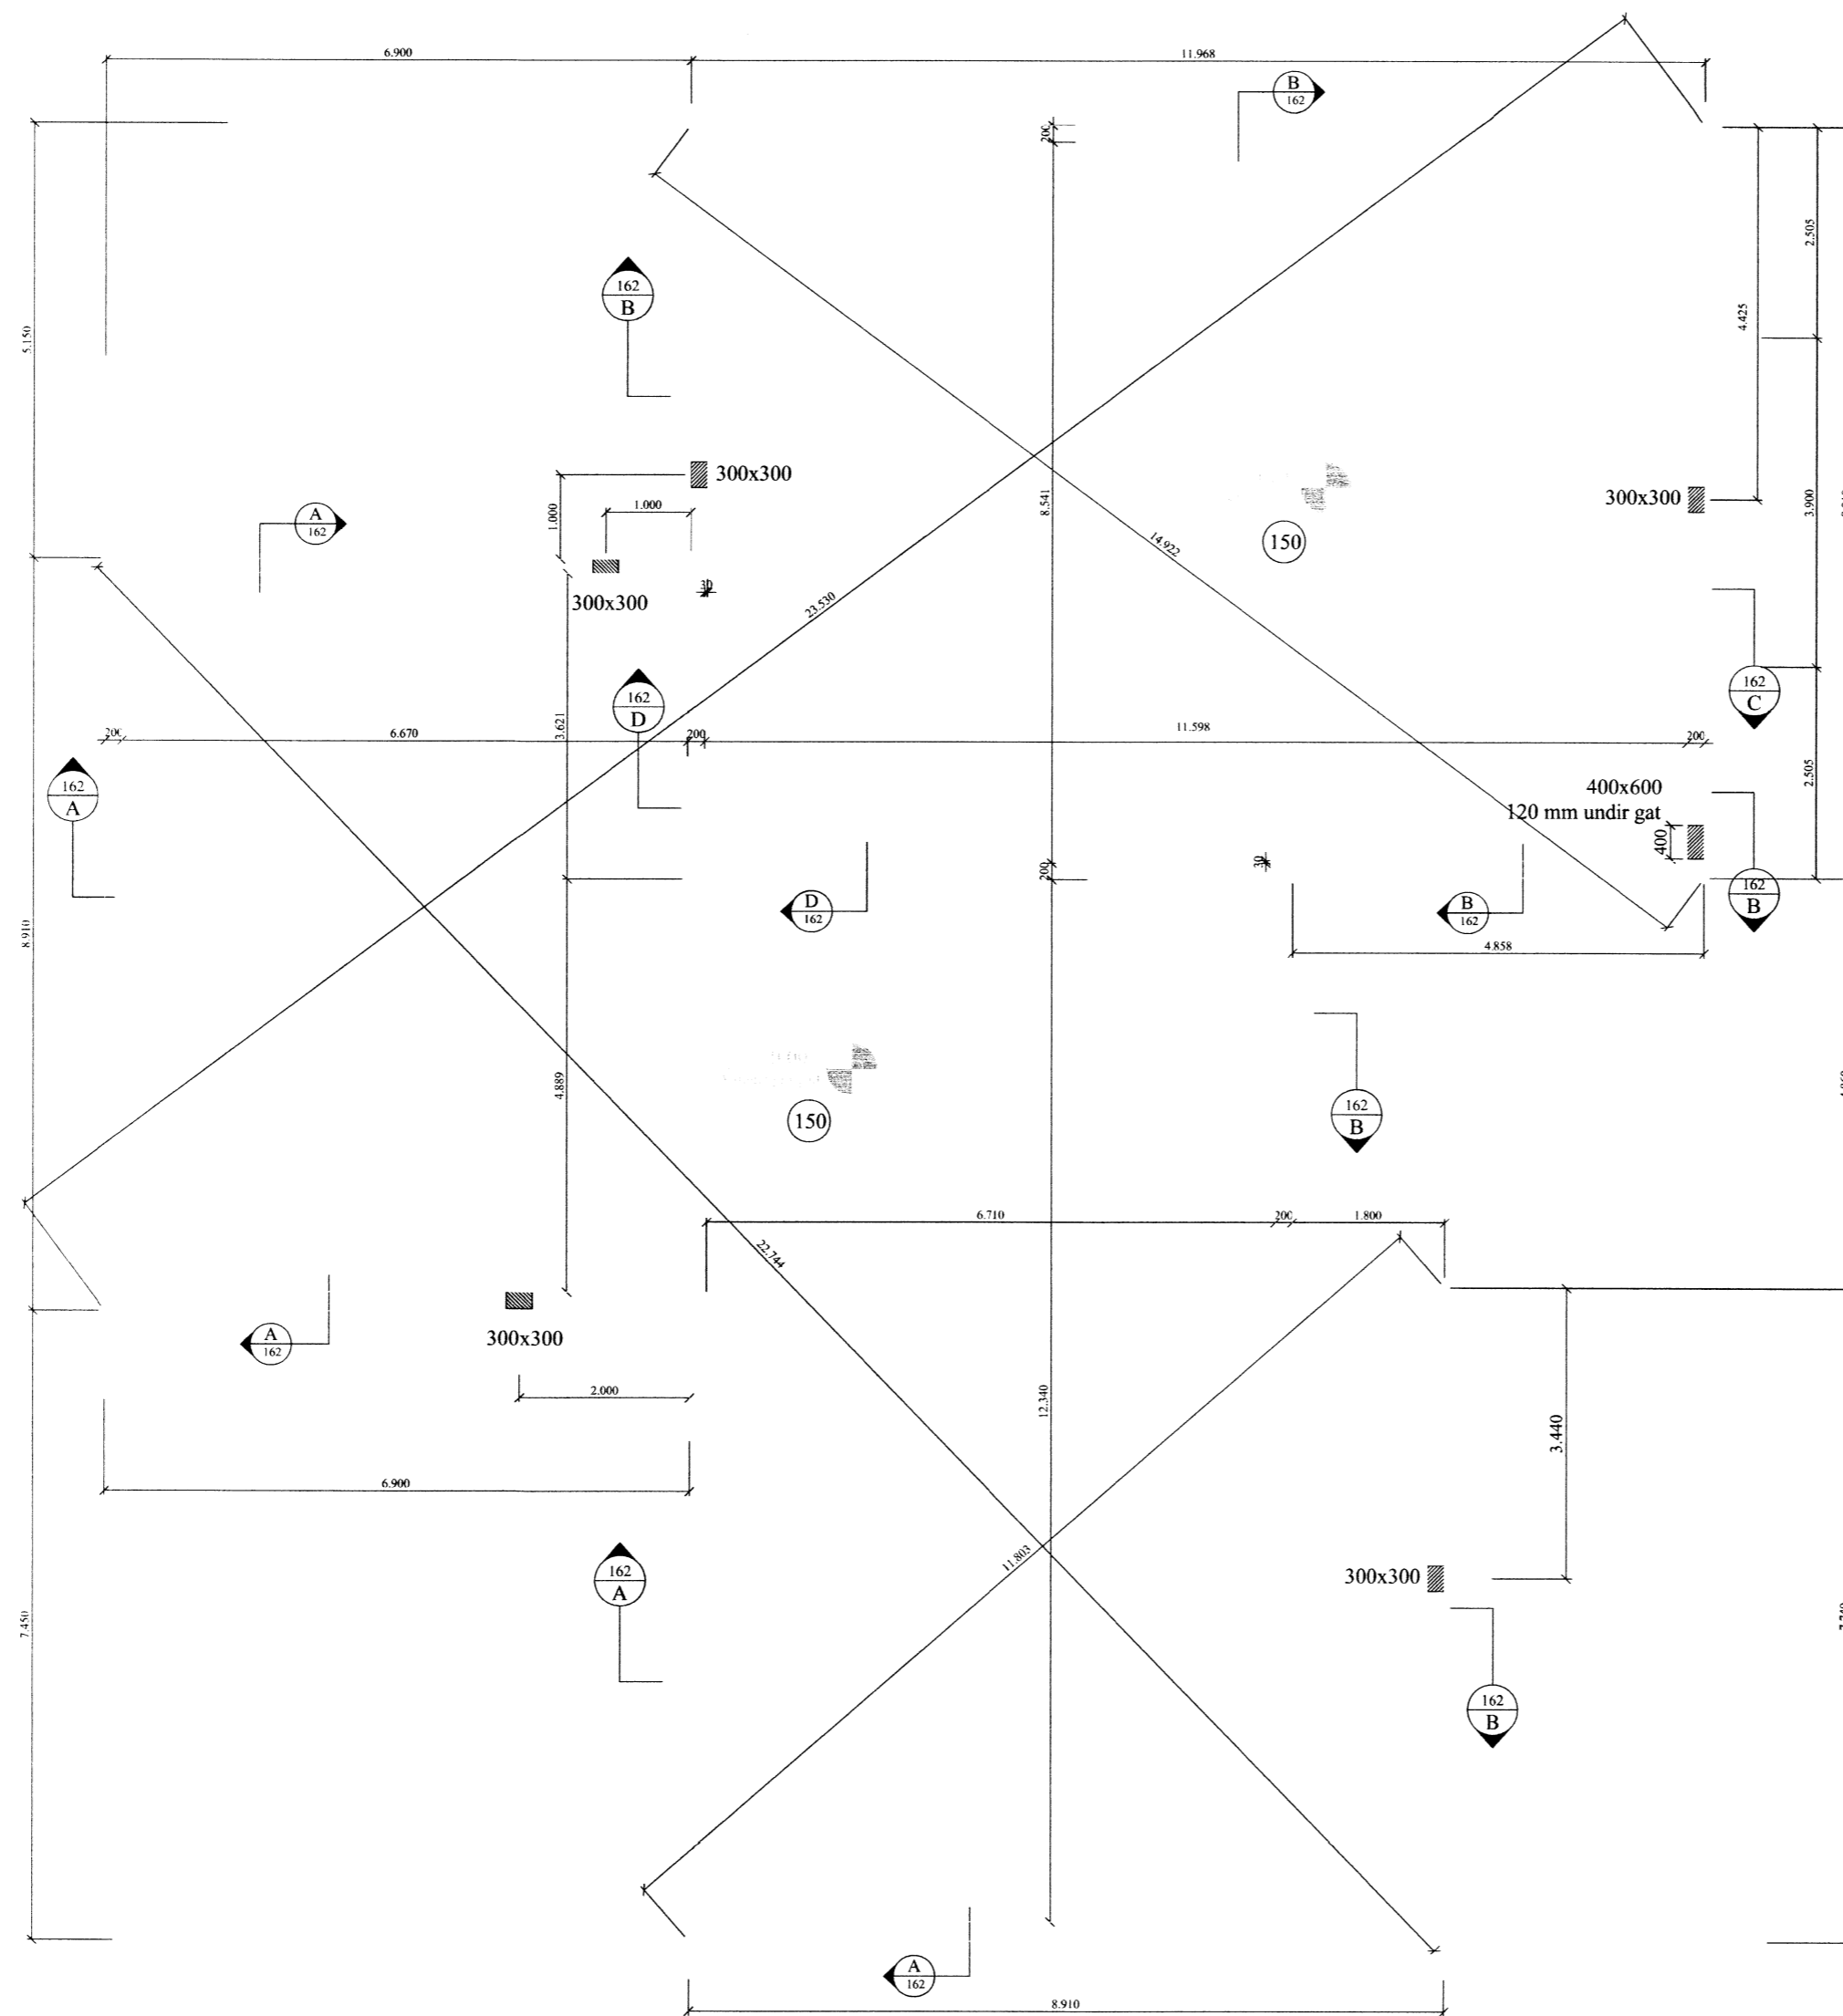 6.900
11.968
B
162
200
2.505
4.425
162
B
5.150
300x300
1.000
1.000
8.541
300x300
3.900
A
162
150
14.922
300x300
30
23.530
162
D
3.621
162
C
200
6.670
200
11.598
200
162
A
2.505
400x600
120 mm undir gat
400
30
200
162
B
D
162
B
162
8.910
4.858
4.889
150
162
B
6.710
200
1.800
22.744
A
162
300x300
2.000
12.340
3.440
6.900
11.803
162
A
300x300
7.450
162
B
A
162
8.910